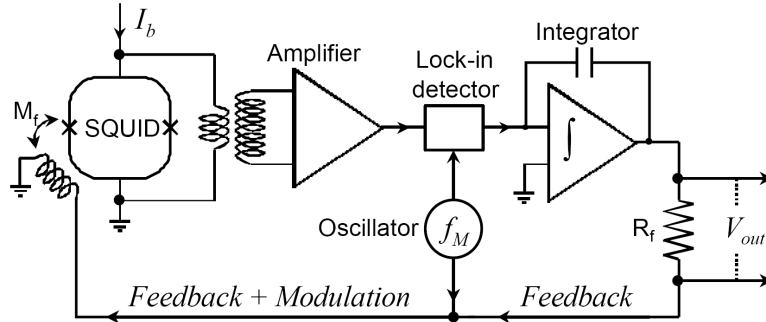 I_b
Amplifier
Lock-in
detector
Integrator
M_f
SQUID
∫
Oscillator
f_M
R_f
V_out
Feedback + Modulation
Feedback